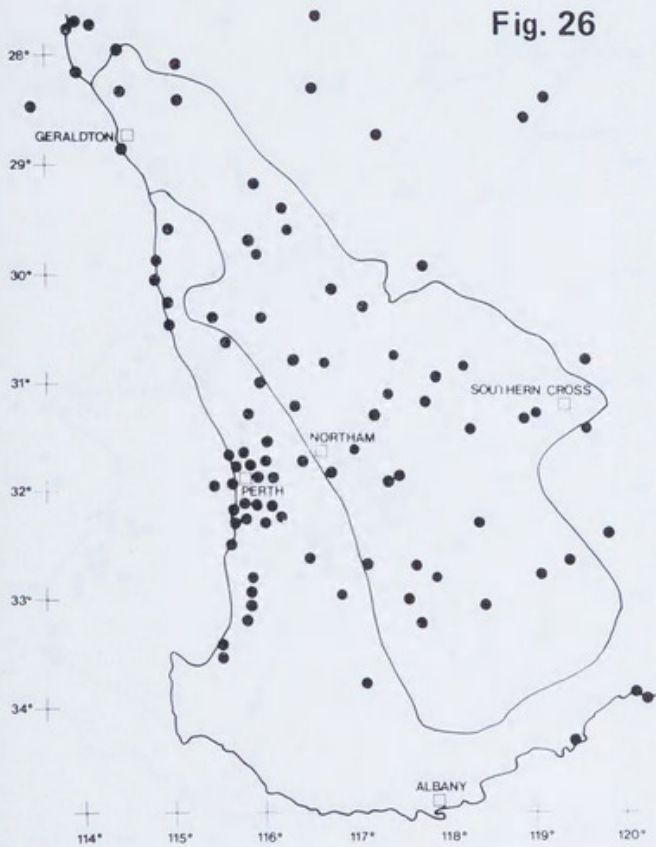 Fig. 26
28°
GERALDTON
29°
30°
31°
SOUTHERN CROSS
NORTHAM
32°
PERTH
33°
34°
ALBANY
114° 115° 116° 117° 118° 119° 120°